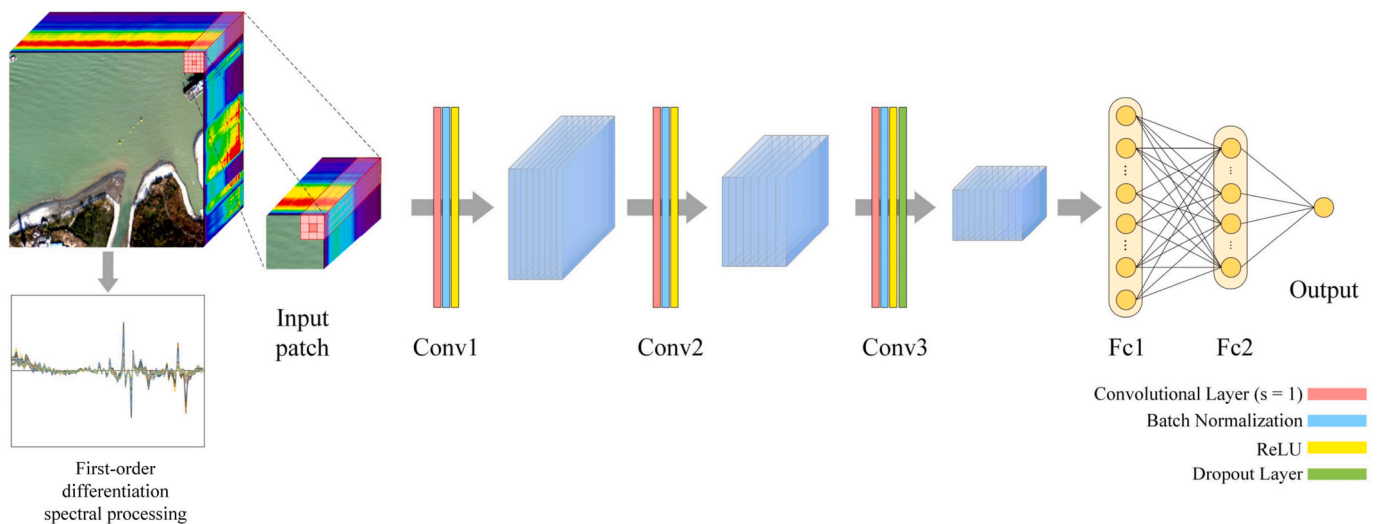 Input
patch
Conv1
Conv2
Conv3
Fc1
Fc2
Output
First-order
differentiation
spectral processing
Convolutional Layer (s = 1)
Batch Normalization
ReLU
Dropout Layer